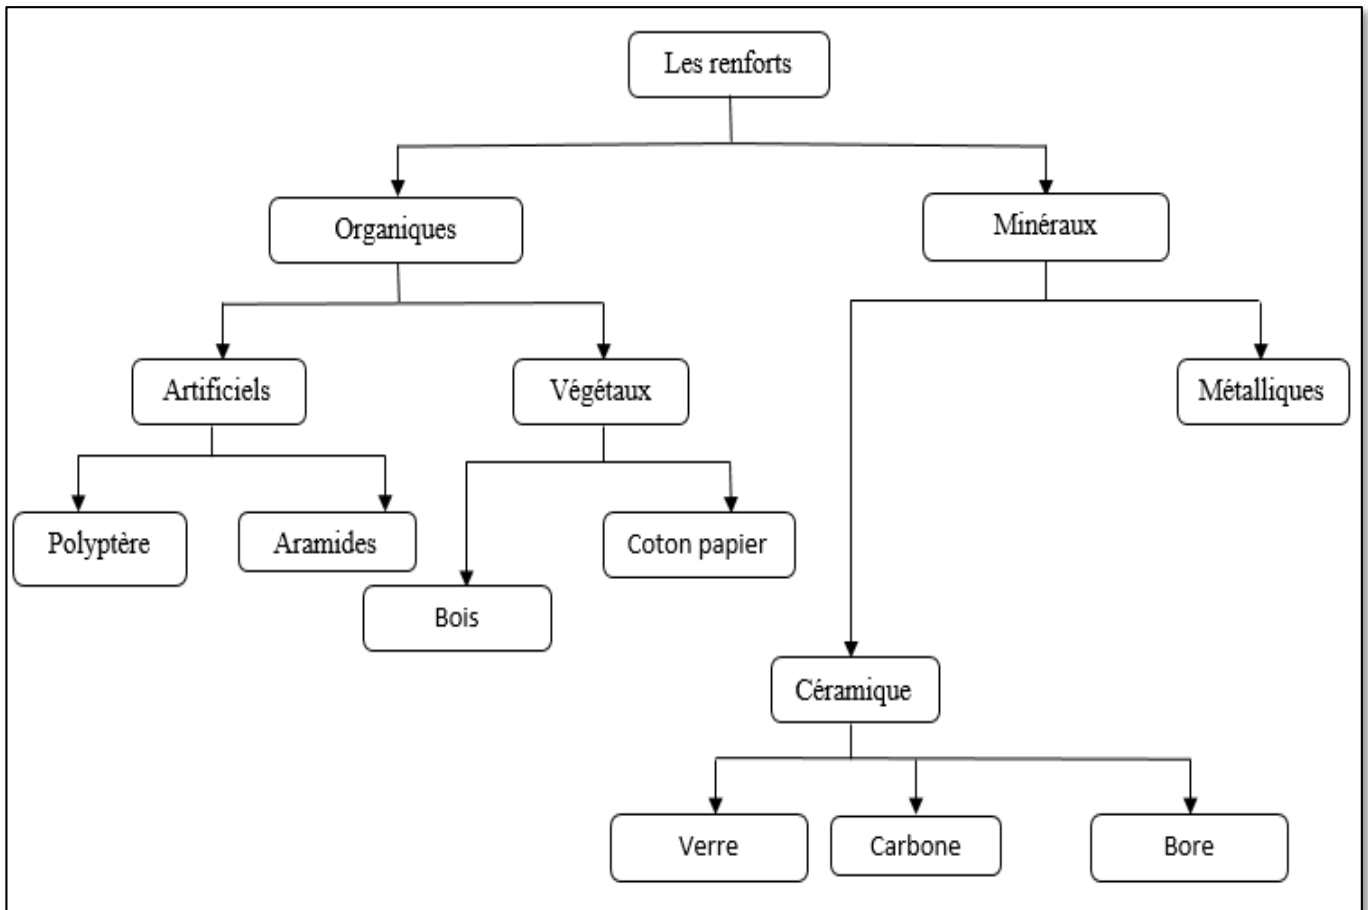 Les renforts
Organiques
Minéraux
Artificiels
Végétaux
Métalliques
Polyptère
Aramides
Coton papier
Bois
Céramique
Verre
Carbone
Bore